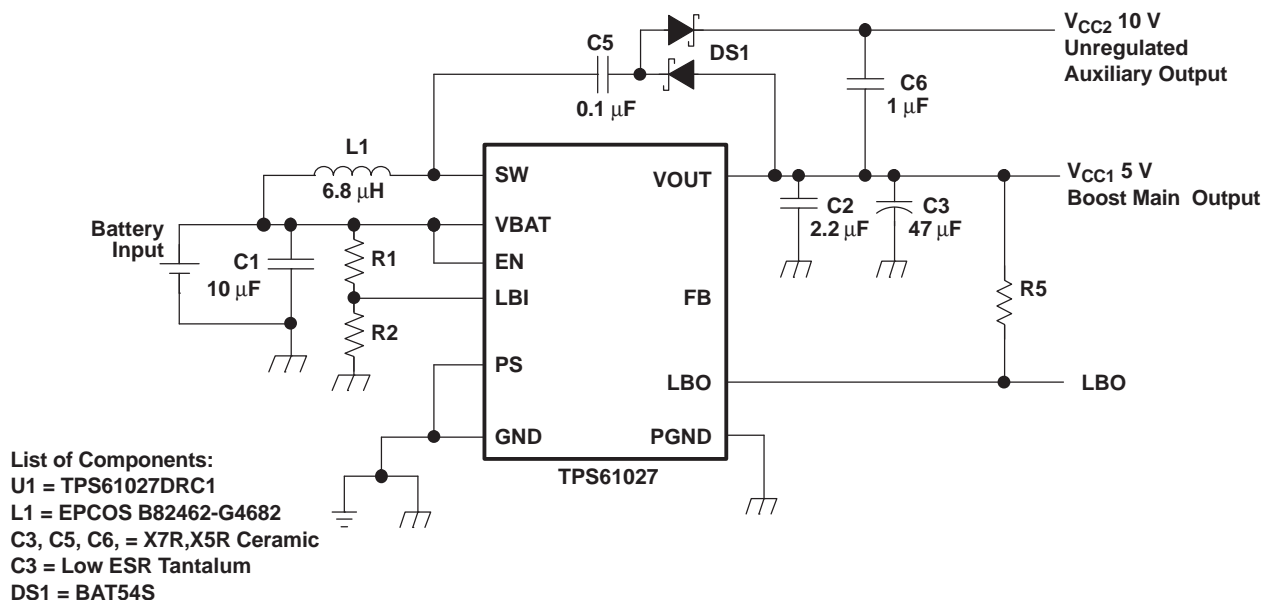 V_CC2 10 V
Unregulated
Auxiliary Output
C5
0.1 µF
DS1
C6
1 µF
L1
6.8 µH
SW
VOUT
V_CC1 5 V
Boost Main Output
Battery
Input
VBAT
C2
2.2 µF
C3
47 µF
C1
10 µF
R1
EN
LBI
FB
R5
R2
PS
LBO
LBO
GND
PGND
TPS61027
List of Components:
U1 = TPS61027DRC1
L1 = EPCOS B82462-G4682
C3, C5, C6, = X7R,X5R Ceramic
C3 = Low ESR Tantalum
DS1 = BAT54S